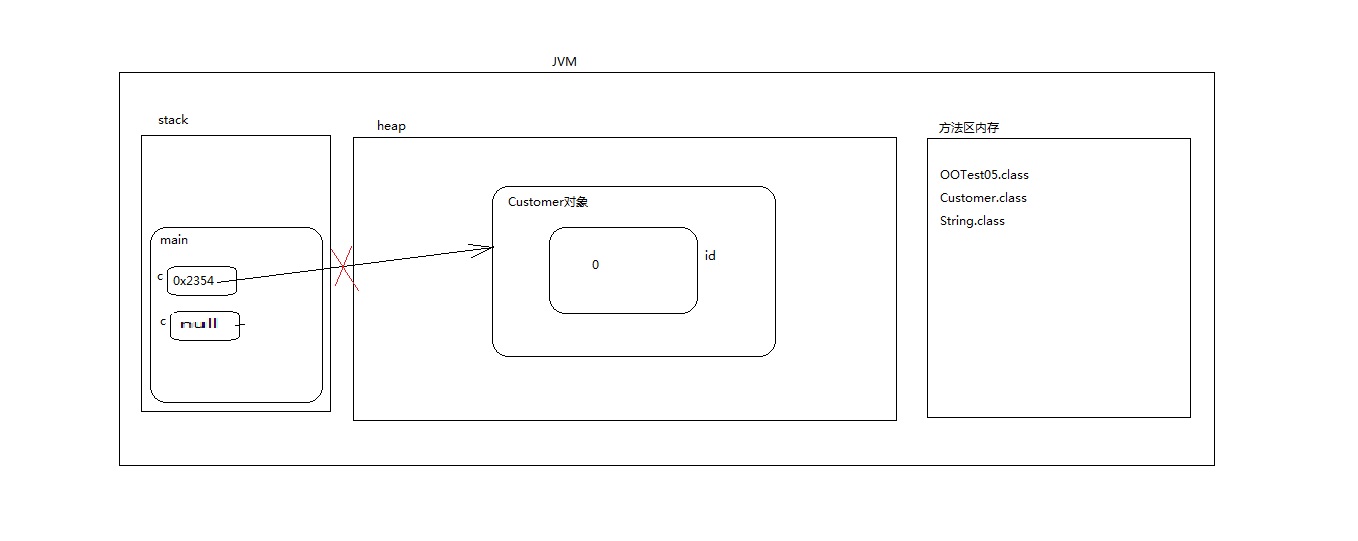 JVM
stack
heap
方法区内存
OOTest05.class
Customer.class
String.class
Customer对象
0
id
main
c
0x2354
c
null